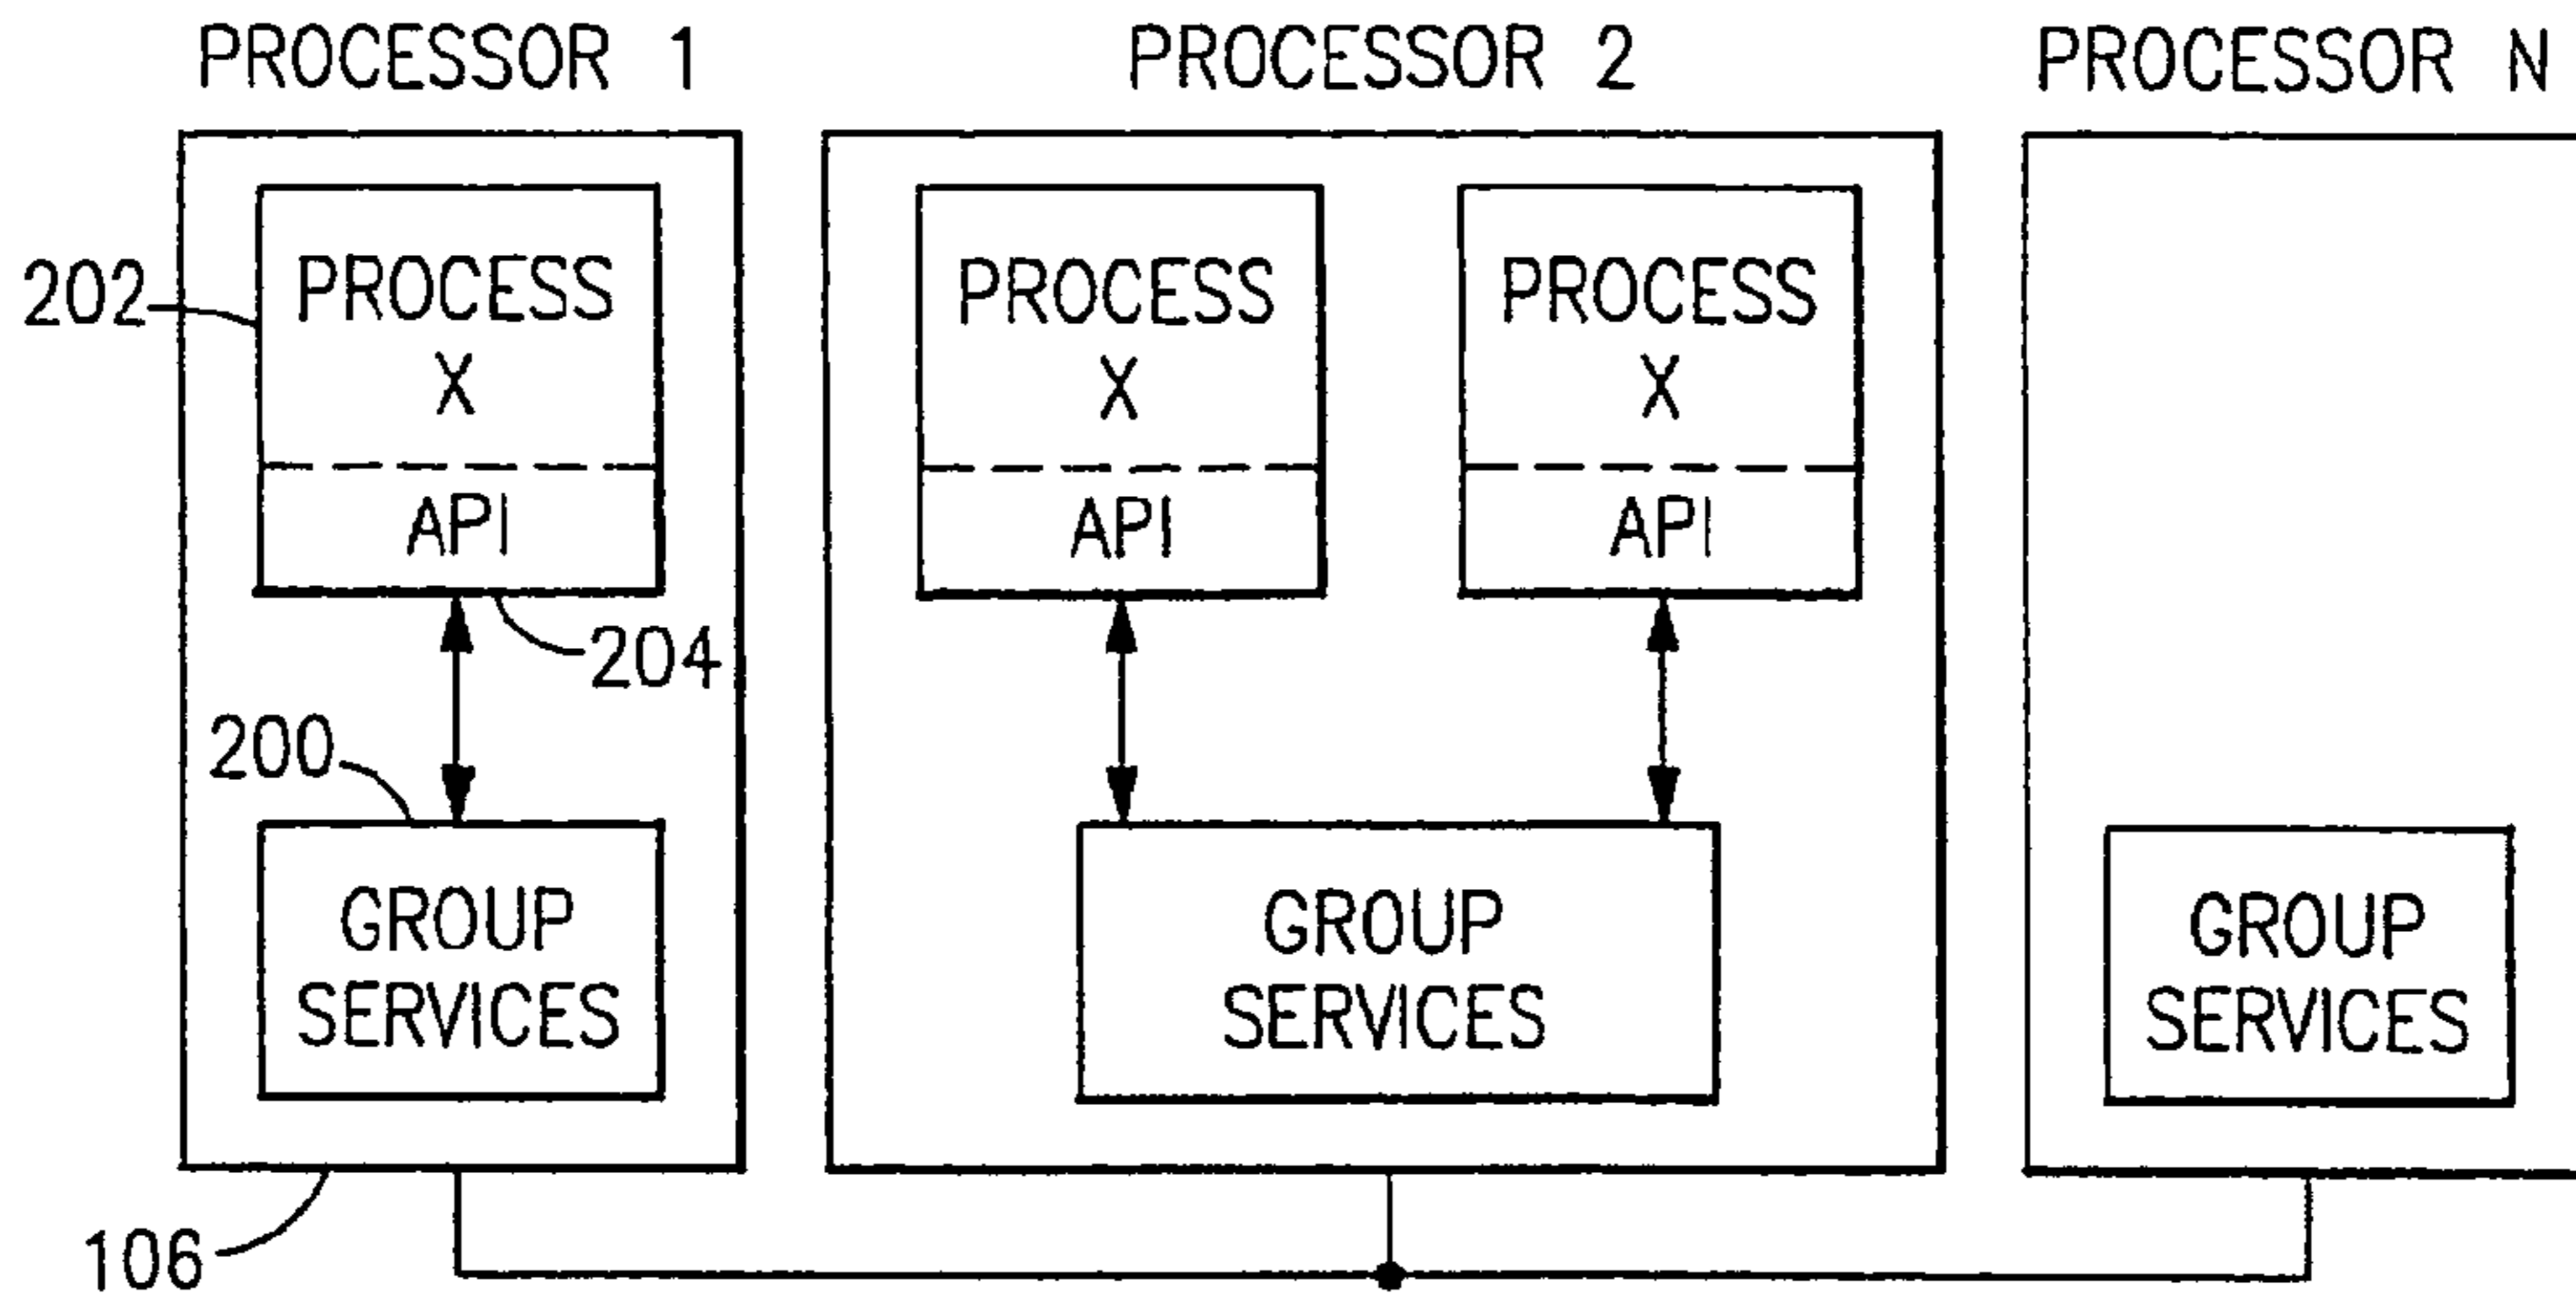 PROCESSOR 1
PROCESSOR 2
PROCESSOR N
202
PROCESS
X
API
204
200
GROUP
SERVICES
106
PROCESS
X
API
PROCESS
X
API
GROUP
SERVICES
GROUP
SERVICES